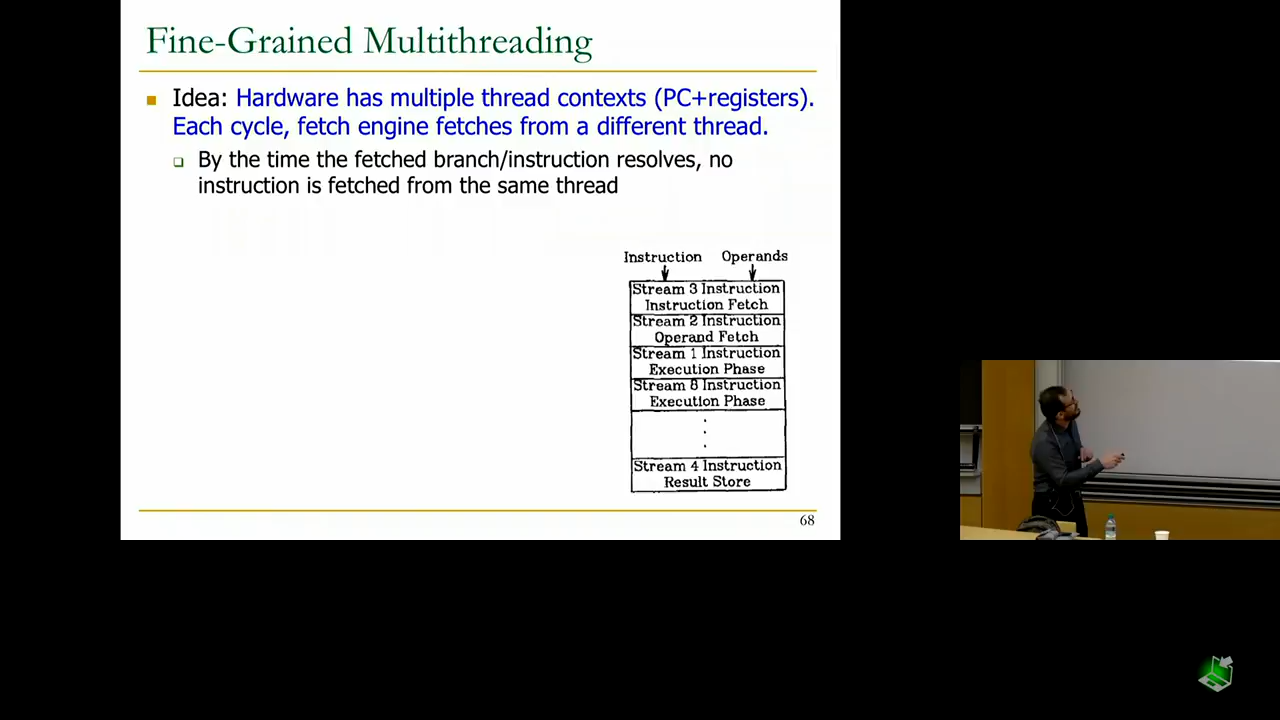 Fine-Grained Multithreading
Idea: Hardware has multiple thread contexts (PC+registers).
Each cycle, fetch engine fetches from a different thread.
By the time the fetched branch/instruction resolves, no
instruction is fetched from the same thread
Instruction Operands
Stream 3 Instruction
Instruction Fetch
Stream 2 Instruction
Operand Fetch
Stream 1 Instruction
Execution Phase
Stream 8 Instruction
Execution Phase
Stream 4 Instruction
Result Store
68